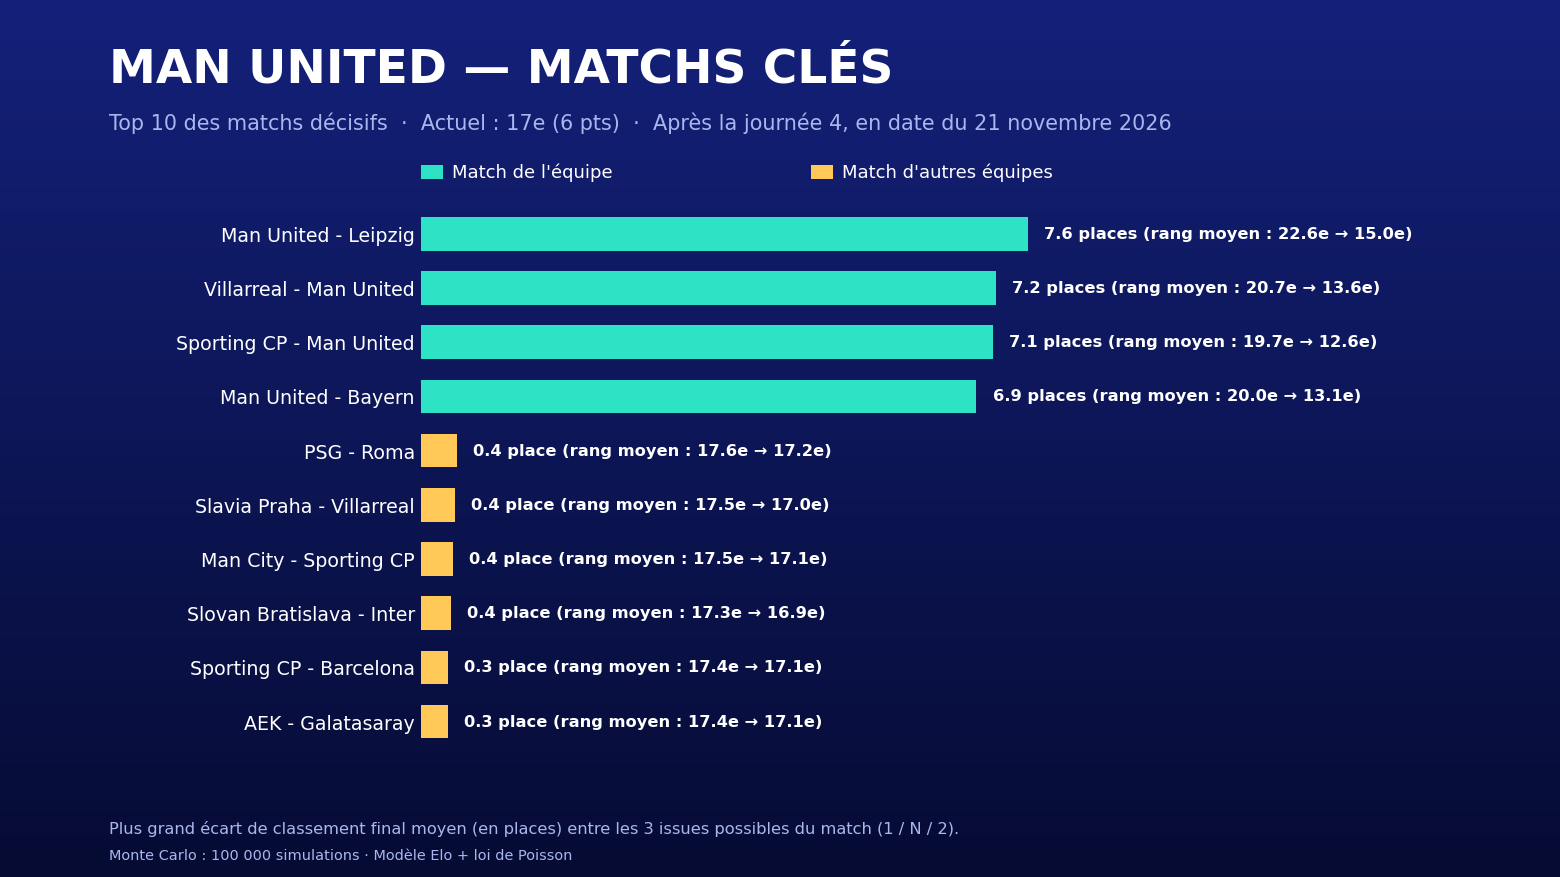 MAN UNITED — MATCHS CLÉS
Top 10 des matchs décisifs · Actuel : 17e (6 pts) · Après la journée 4, en date du 21 novembre 2026
Match de l'équipe Match d'autres équipes
Man United - Leipzig 7.6 places (rang moyen : 22.6e → 15.0e)
Villarreal - Man United 7.2 places (rang moyen : 20.7e → 13.6e)
Sporting CP - Man United 7.1 places (rang moyen : 19.7e → 12.6e)
Man United - Bayern 6.9 places (rang moyen : 20.0e → 13.1e)
PSG - Roma 0.4 place (rang moyen : 17.6e → 17.2e)
Slavia Praha - Villarreal 0.4 place (rang moyen : 17.5e → 17.0e)
Man City - Sporting CP 0.4 place (rang moyen : 17.5e → 17.1e)
Slovan Bratislava - Inter 0.4 place (rang moyen : 17.3e → 16.9e)
Sporting CP - Barcelona 0.3 place (rang moyen : 17.4e → 17.1e)
AEK - Galatasaray 0.3 place (rang moyen : 17.4e → 17.1e)
Plus grand écart de classement final moyen (en places) entre les 3 issues possibles du match (1 / N / 2).
Monte Carlo : 100 000 simulations · Modèle Elo + loi de Poisson